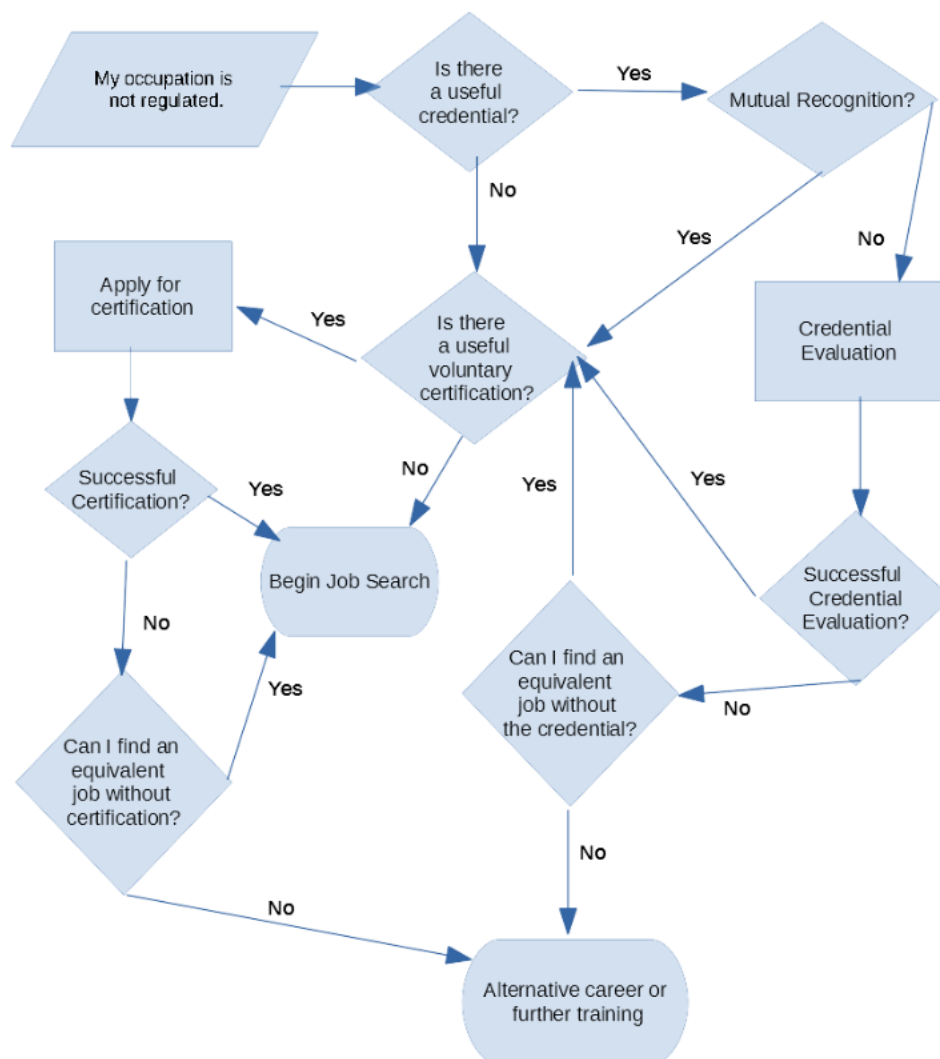 My occupation is
not regulated.
Is there
a useful
credential?
Yes
Mutual Recognition?
No
Yes
No
Apply for
certification
Yes
Is there
a useful
voluntary
certification?
Credential
Evaluation
Successful
Certification?
Yes
No
Yes
Yes
Begin Job Search
Successful
Credential
Evaluation?
No
Yes
Can I find an
equivalent
job without
the credential?
No
Can I find an
equivalent
job without
certification?
No
No
Alternative career or
further training